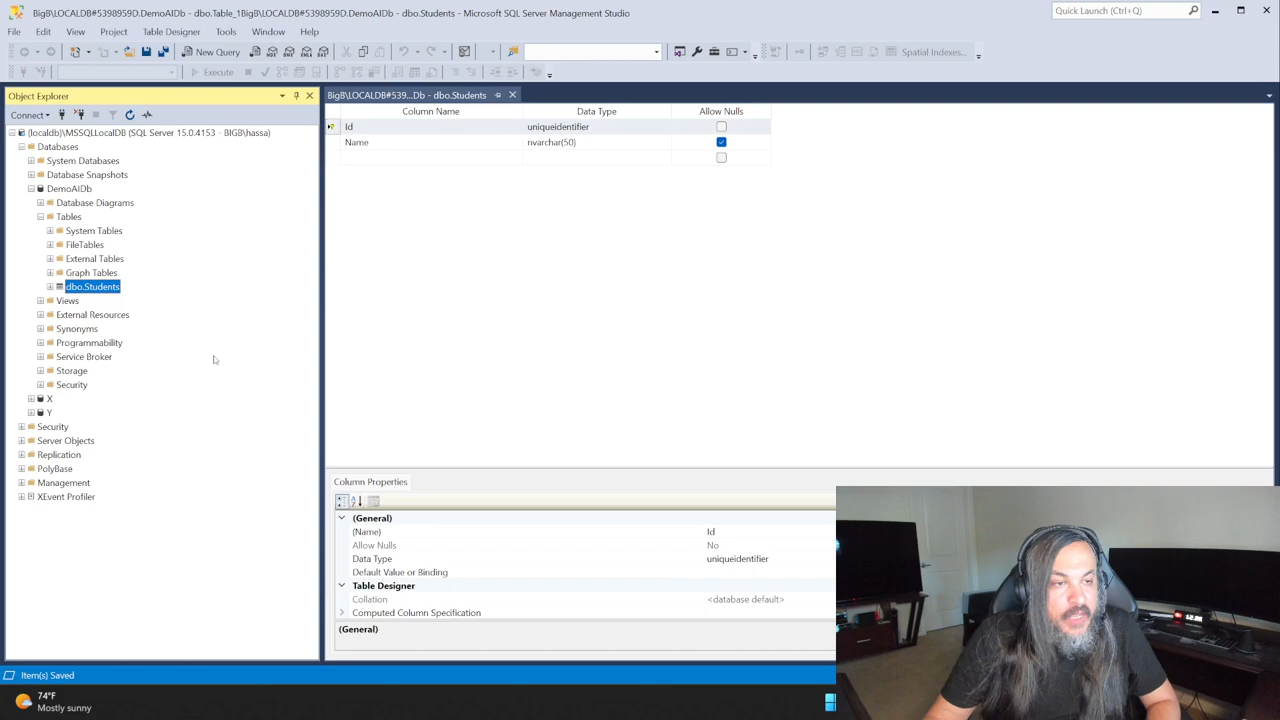 BigB\LOCALDB#5398959D.DemoAIDb - dbo.Table_1BigB\LOCALDB#5398959D.DemoAIDb - dbo.Students - Microsoft SQL Server Management Studio
Quick Launch (Ctrl+Q)
File Edit View Project Table Designer Tools Window Help
New Query
Spatial Indexes...
Execute
Object Explorer
BigB\LOCALDB#539...Db - dbo.Students
Connect
Column Name Data Type Allow Nulls
(localdb)\MSSQLLocalDB (SQL Server 15.0.4153 - BIGB\hassa)
Id uniqueidentifier
Name nvarchar(50)
Databases
System Databases
Database Snapshots
DemoAIDb
Database Diagrams
Tables
System Tables
FileTables
External Tables
Graph Tables
dbo.Students
Views
External Resources
Synonyms
Programmability
Service Broker
Storage
Security
X
Y
Security
Server Objects
Replication
PolyBase
Management
XEvent Profiler
Column Properties
(General)
(Name) Id
Allow Nulls No
Data Type uniqueidentifier
Default Value or Binding
Table Designer
Collation <database default>
Computed Column Specification
(General)
Item(s) Saved
74°F
Mostly sunny